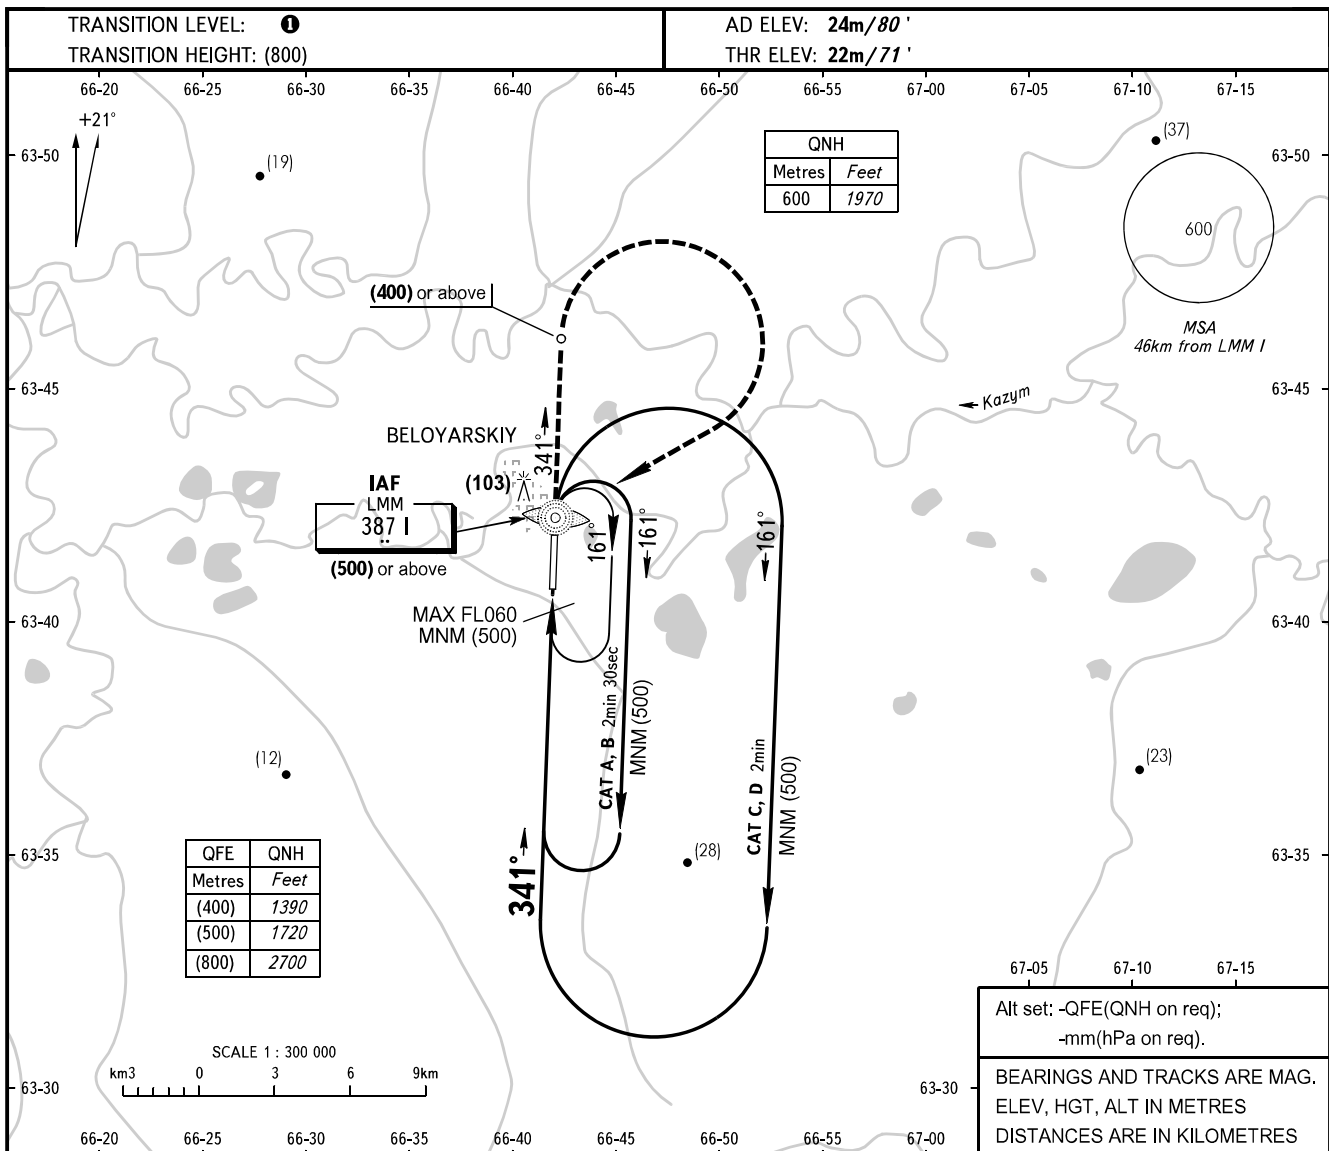 TRANSITION LEVEL: ❶
TRANSITION HEIGHT: (800)
AD ELEV: 24m/80 '
THR ELEV: 22m/71 '
66-20 66-25 66-30 66-35 66-40 66-45 66-50 66-55 67-00 67-05 67-10 67-15
+21°
63-50
(19)
QNH
Metres Feet
600 1970
(37)
63-50
600
MSA
46km from LMM I
(400) or above
63-45
63-45
Kazym
BELOYARSKIY
341°
IAF
LMM
387 I
(103)
(500) or above
161°
161°
161°
MAX FL060
MNM (500)
63-40
63-40
CAT A, B 2min 30sec
MNM (500)
CAT C, D 2min
MNM (500)
(12)
(23)
(28)
341°
63-35
63-35
QFE QNH
Metres Feet
(400) 1390
(500) 1720
(800) 2700
67-05 67-10 67-15
Alt set: -QFE(QNH on req);
-mm(hPa on req).
SCALE 1 : 300 000
km3 0 3 6 9km
63-30
63-30
BEARINGS AND TRACKS ARE MAG.
ELEV, HGT, ALT IN METRES
DISTANCES ARE IN KILOMETRES
66-20 66-25 66-30 66-35 66-40 66-45 66-50 66-55 67-00